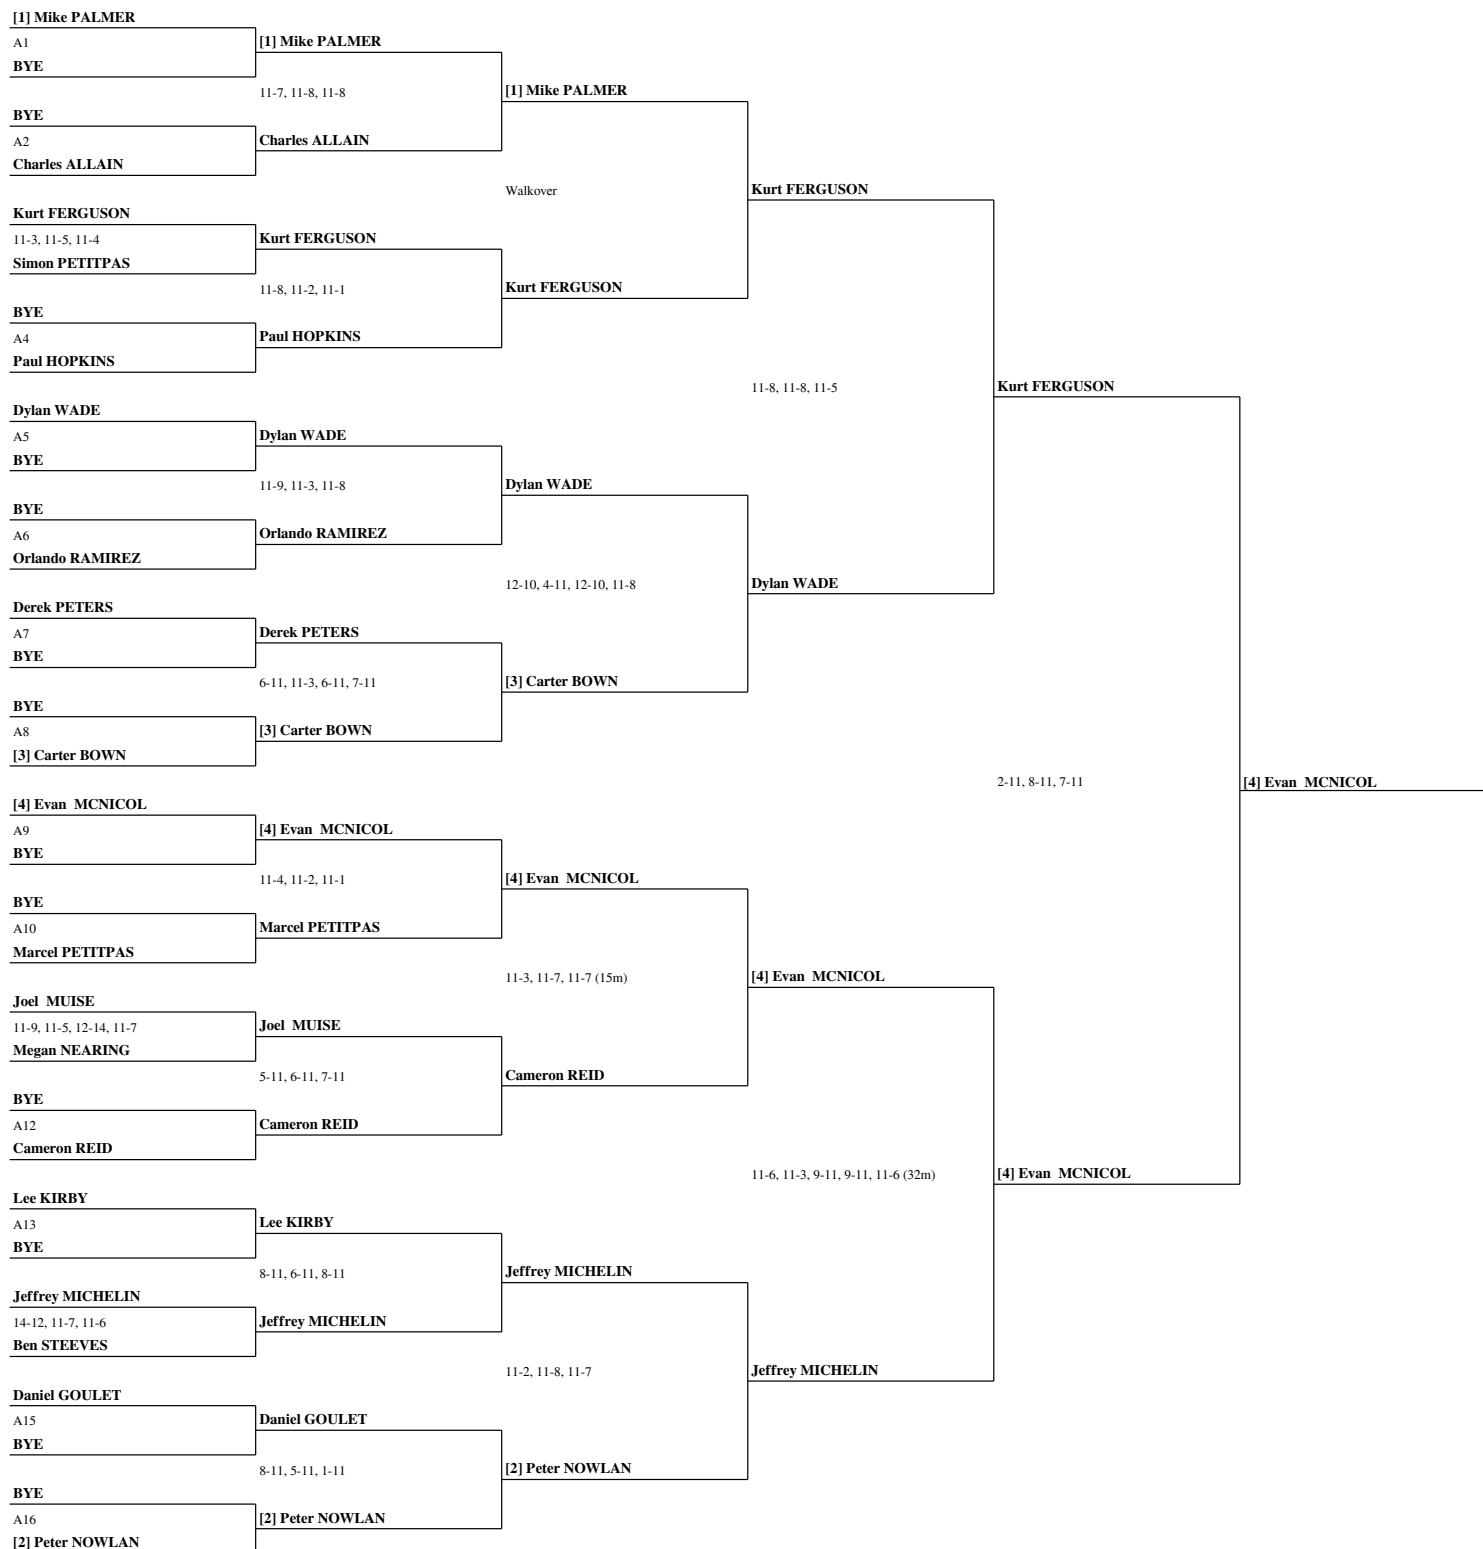 [1] Mike PALMER
A1
BYE
BYE
A2
Charles ALLAIN
Kurt FERGUSON
11-3, 11-5, 11-4
Simon PETITPAS
BYE
A4
Paul HOPKINS
Dylan WADE
A5
BYE
BYE
A6
Orlando RAMIREZ
Derek PETERS
A7
BYE
BYE
A8
[3] Carter BOWN
[4] Evan  MCNICOL
A9
BYE
BYE
A10
Marcel PETITPAS
Joel  MUISE
11-9, 11-5, 12-14, 11-7
Megan NEARING
BYE
A12
Cameron REID
Lee KIRBY
A13
BYE
Jeffrey MICHELIN
14-12, 11-7, 11-6
Ben STEEVES
Daniel GOULET
A15
BYE
BYE
A16
[2] Peter NOWLAN
[1] Mike PALMER
11-7, 11-8, 11-8
Charles ALLAIN
Kurt FERGUSON
11-8, 11-2, 11-1
Paul HOPKINS
Dylan WADE
11-9, 11-3, 11-8
Orlando RAMIREZ
Derek PETERS
6-11, 11-3, 6-11, 7-11
[3] Carter BOWN
[4] Evan  MCNICOL
11-4, 11-2, 11-1
Marcel PETITPAS
Joel  MUISE
5-11, 6-11, 7-11
Cameron REID
Lee KIRBY
8-11, 6-11, 8-11
Jeffrey MICHELIN
Daniel GOULET
8-11, 5-11, 1-11
[2] Peter NOWLAN
[1] Mike PALMER
Walkover
Kurt FERGUSON
Dylan WADE
12-10, 4-11, 12-10, 11-8
[3] Carter BOWN
[4] Evan  MCNICOL
11-3, 11-7, 11-7 (15m)
Cameron REID
Jeffrey MICHELIN
11-2, 11-8, 11-7
[2] Peter NOWLAN
Kurt FERGUSON
11-8, 11-8, 11-5
Dylan WADE
[4] Evan  MCNICOL
11-6, 11-3, 9-11, 9-11, 11-6 (32m)
Jeffrey MICHELIN
Kurt FERGUSON
2-11, 8-11, 7-11
[4] Evan  MCNICOL
[4] Evan  MCNICOL